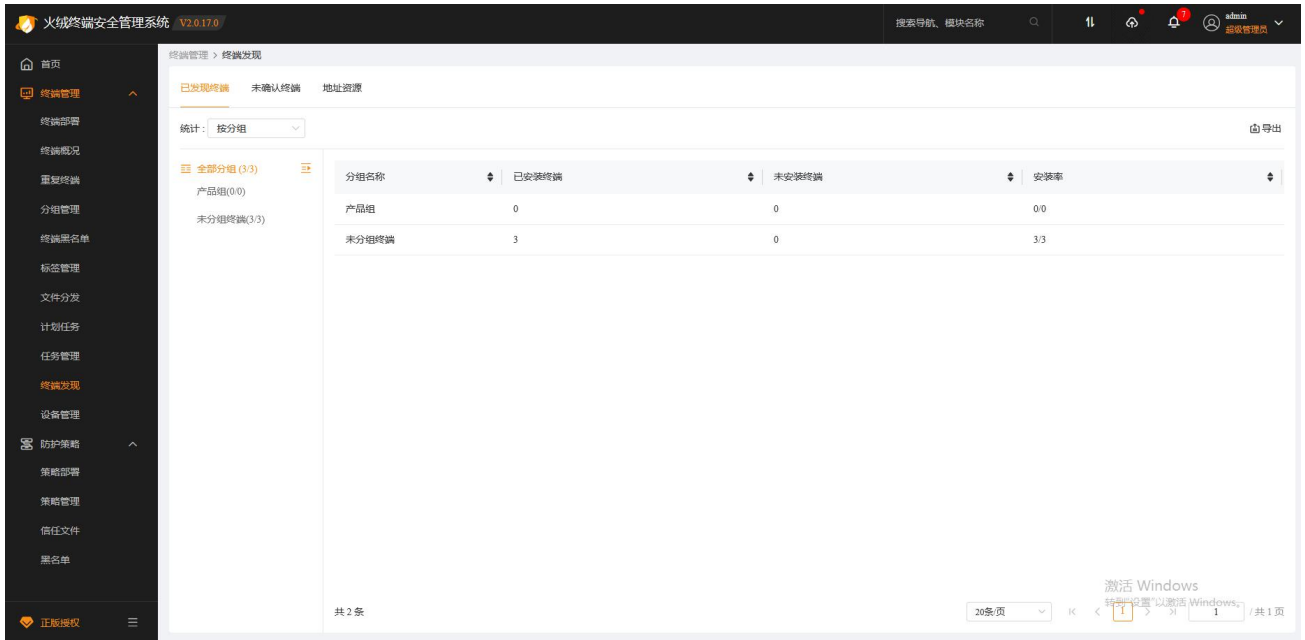 火绒终端安全管理系统 V2.0.17.0
搜索导航、模块名称
7
admin
超级管理员
首页
终端管理
终端部署
终端概况
重复终端
分组管理
终端黑名单
标签管理
文件分发
计划任务
任务管理
终端发现
设备管理
防护策略
策略部署
策略管理
信任文件
黑名单
正版授权
终端管理 > 终端发现
已发现终端 未确认终端 地址资源
统计: 按分组
导出
全部分组 (3/3)
产品组(0/0)
未分组终端(3/3)
分组名称 已安装终端 未安装终端 安装率
产品组 0 0 0/0
未分组终端 3 0 3/3
激活 Windows
转到"设置"以激活 Windows。
共 2 条
20条/页
1
1 / 共 1 页